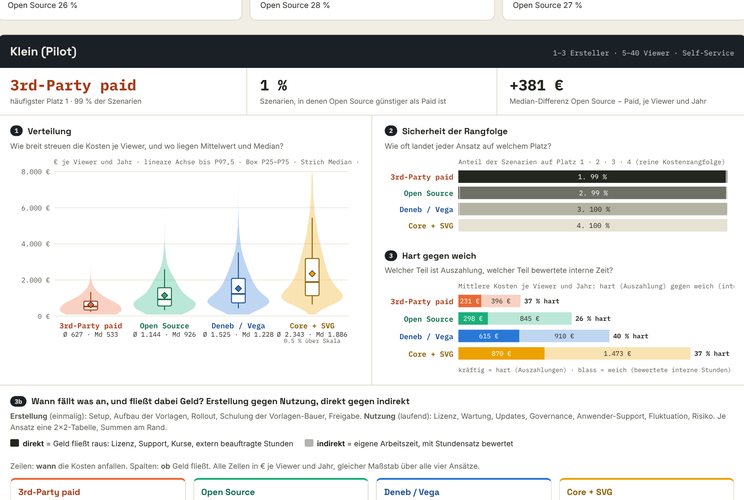 Open Source 26 %
Open Source 28 %
Open Source 27 %
Klein (Pilot)
1–3 Ersteller · 5–40 Viewer · Self-Service
3rd-Party paid
häufigster Platz 1 · 99 % der Szenarien
1 %
Szenarien, in denen Open Source günstiger als Paid ist
+381 €
Median-Differenz Open Source − Paid, je Viewer und Jahr
1 Verteilung
Wie breit streuen die Kosten je Viewer, und wo liegen Mittelwert und Median?
€ je Viewer und Jahr · lineare Achse bis P97,5 · Box P25–P75 · Strich Median ·
8.000 €
6.000 €
4.000 €
2.000 €
0 €
3rd-Party paid
Ø 627 · Md 533
Open Source
Ø 1.144 · Md 926
Deneb / Vega
Ø 1.525 · Md 1.228
Core + SVG
Ø 2.343 · Md 1.886
0.5 % über Skala
2 Sicherheit der Rangfolge
Wie oft landet jeder Ansatz auf welchem Platz?
Anteil der Szenarien auf Platz 1 · 2 · 3 · 4 (reine Kostenrangfolge)
3rd-Party paid 1. 99 %
Open Source 2. 99 %
Deneb / Vega 3. 100 %
Core + SVG 4. 100 %
3 Hart gegen weich
Welcher Teil ist Auszahlung, welcher Teil bewertete interne Zeit?
Mittlere Kosten je Viewer und Jahr: hart (Auszahlung) gegen weich (int
3rd-Party paid 231 € 396 € 37 % hart
Open Source 298 € 845 € 26 % hart
Deneb / Vega 615 € 910 € 40 % hart
Core + SVG 870 € 1.473 € 37 % hart
kräftig = hart (Auszahlungen) · blass = weich (bewertete interne Stunden)
3b Wann fällt was an, und fließt dabei Geld? Erstellung gegen Nutzung, direkt gegen indirekt
Erstellung (einmalig): Setup, Aufbau der Vorlagen, Rollout, Schulung der Vorlagen-Bauer, Freigabe. Nutzung (laufend): Lizenz, Wartung, Updates, Governance, Anwender-Support, Fluktuation, Risiko. Je
Ansatz eine 2×2-Tabelle, Summen am Rand.
direkt = Geld fließt raus: Lizenz, Support, Kurse, extern beauftragte Stunden
indirekt = eigene Arbeitszeit, mit Stundensatz bewertet
Zeilen: wann die Kosten anfallen. Spalten: ob Geld fließt. Alle Zellen in € je Viewer und Jahr, gleicher Maßstab über alle vier Ansätze.
3rd-Party paid
Open Source
Deneb / Vega
Core + SVG